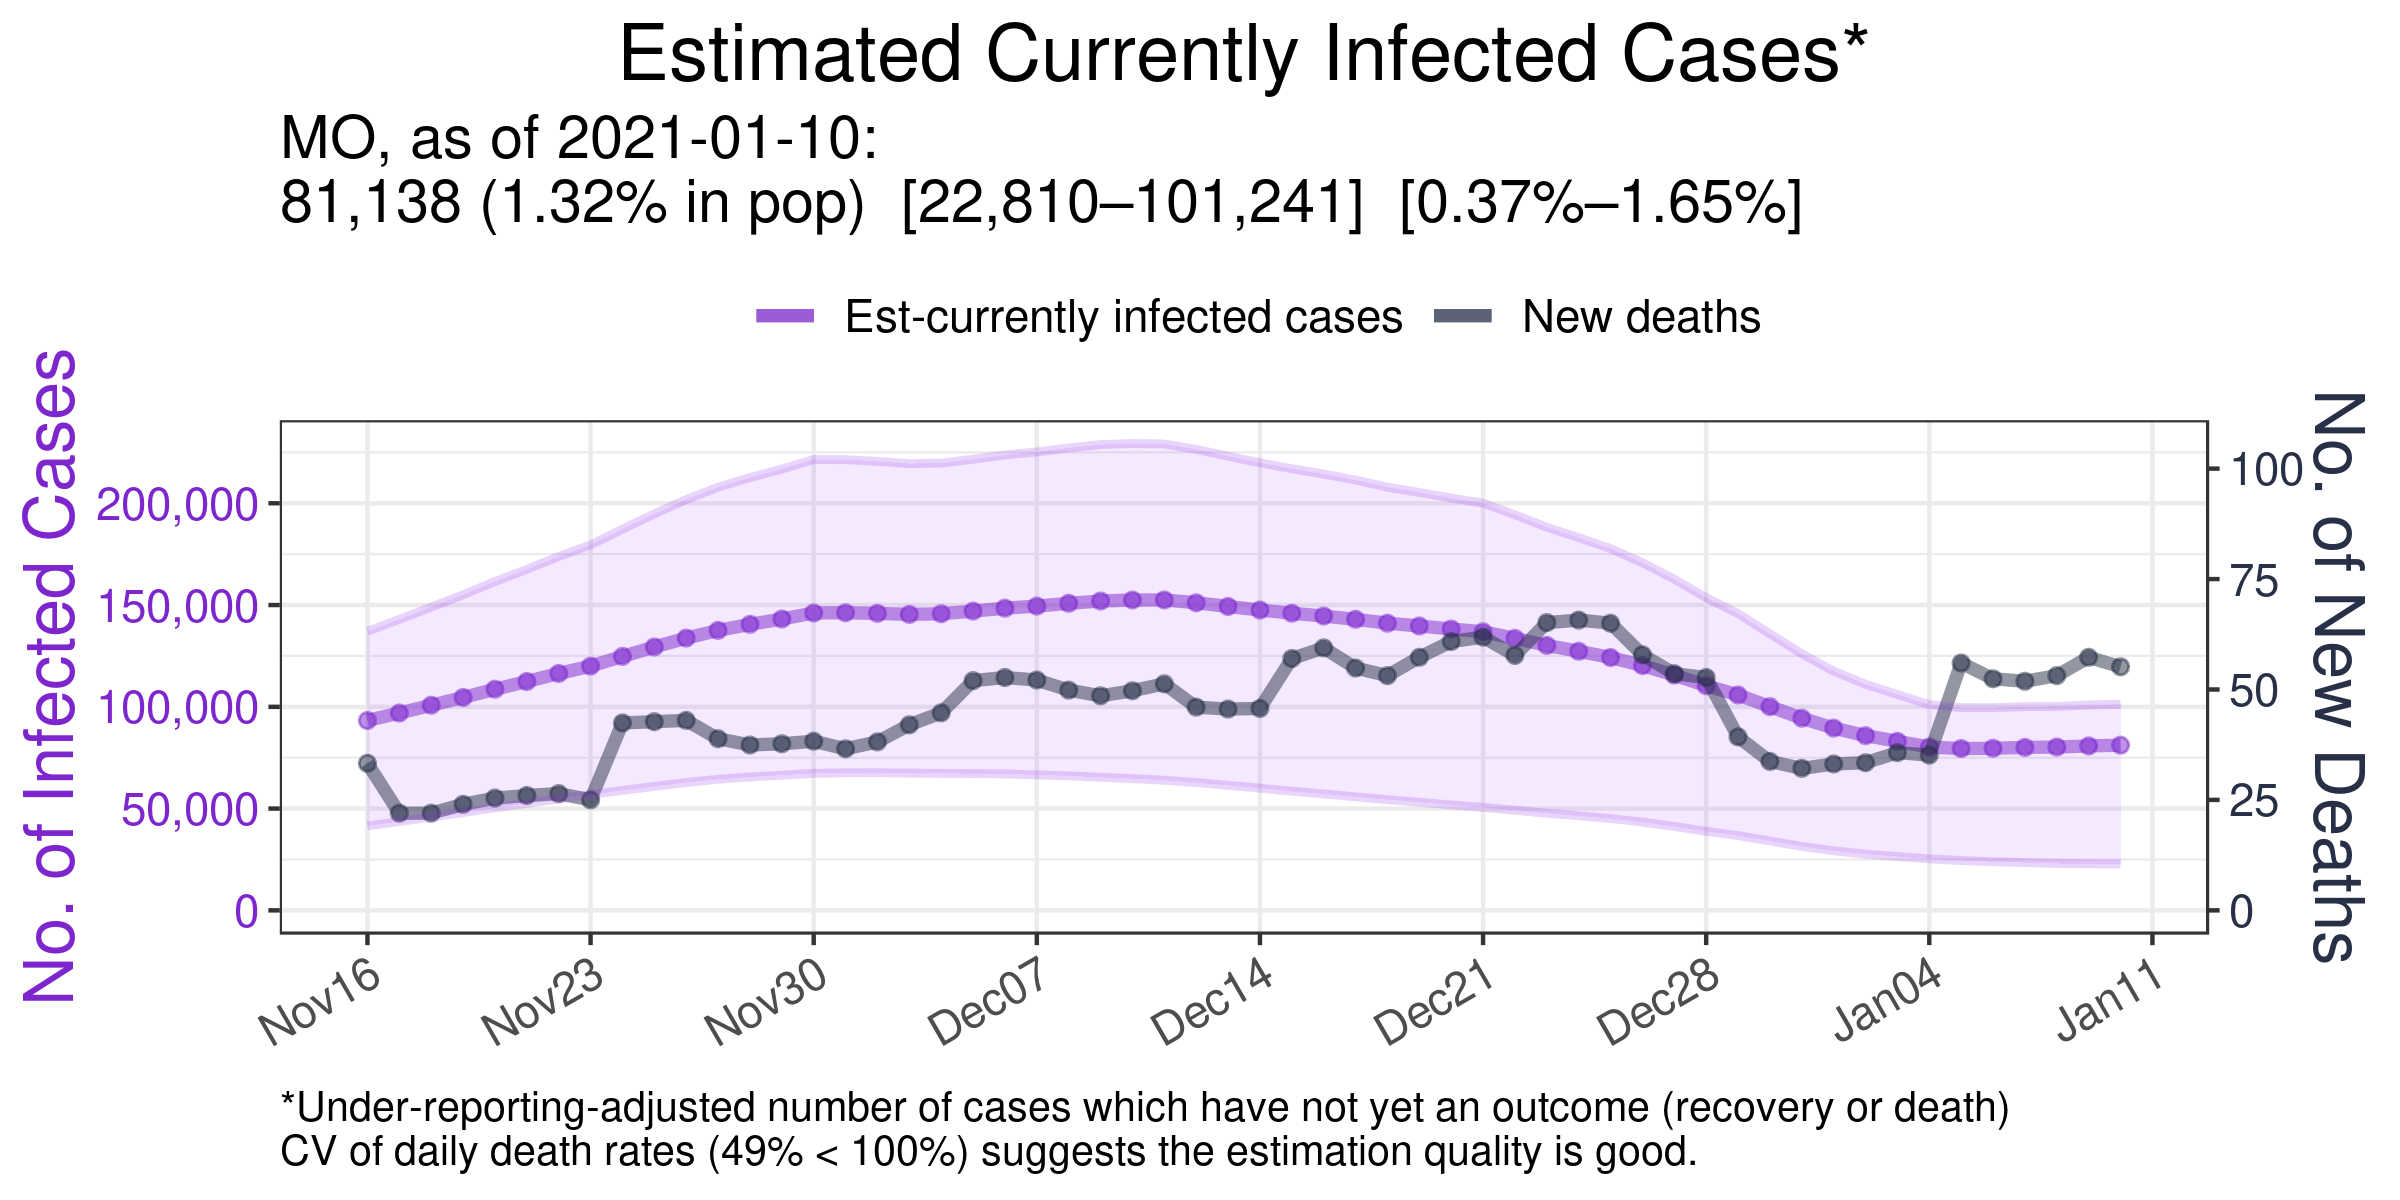 Estimated Currently Infected Cases*
MO, as of 2021-01-10:
81,138 (1.32% in pop) [22,810–101,241] [0.37%–1.65%]
Est-currently infected cases
New deaths
No. of Infected Cases
200,000
150,000
100,000
50,000
0
100
75
50
25
0
No. of New Deaths
Nov16
Nov23
Nov30
Dec07
Dec14
Dec21
Dec28
Jan04
Jan11
*Under-reporting-adjusted number of cases which have not yet an outcome (recovery or death)
CV of daily death rates (49% < 100%) suggests the estimation quality is good.